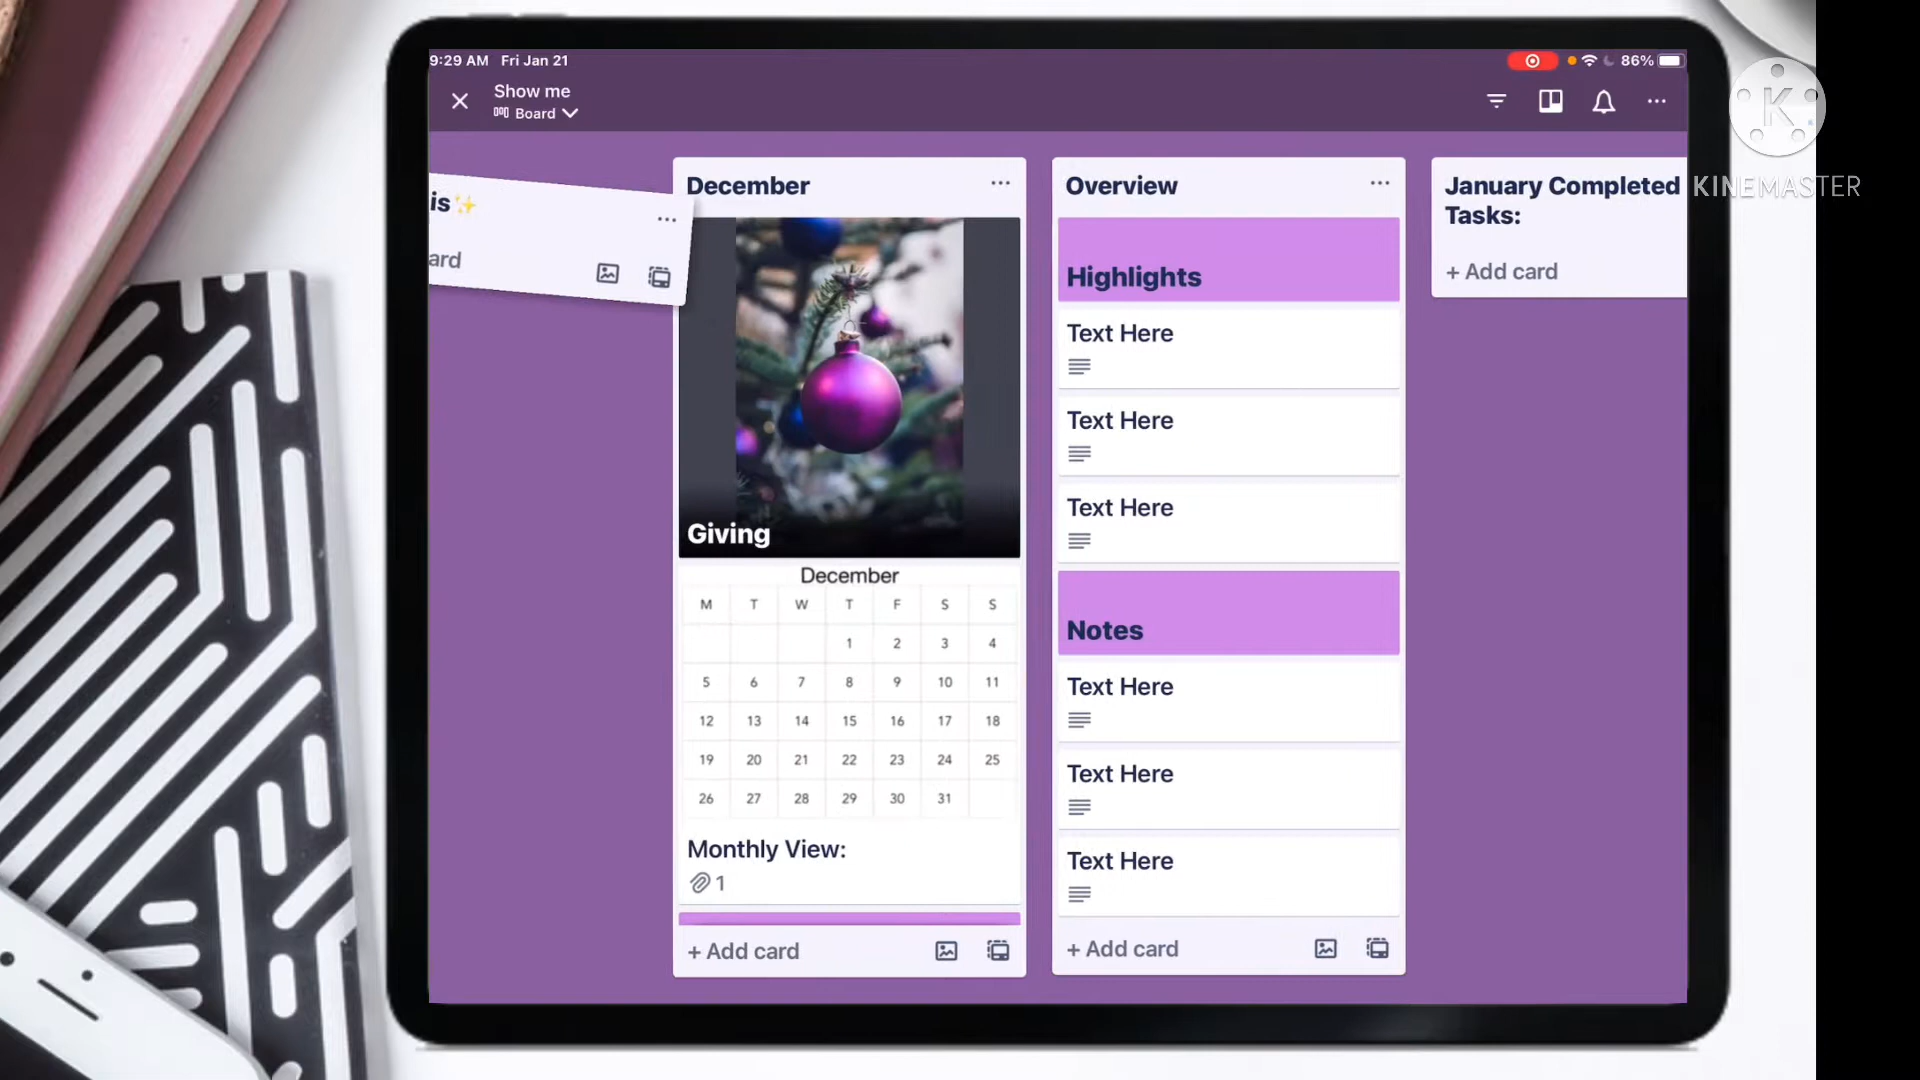 9:29 AM Fri Jan 21
86%
Show me
Board
is✨
ard
December
Giving
December
M T W T F S S
1 2 3 4
5 6 7 8 9 10 11
12 13 14 15 16 17 18
19 20 21 22 23 24 25
26 27 28 29 30 31
Monthly View:
1
+ Add card
Overview
Highlights
Text Here
Text Here
Text Here
Notes
Text Here
Text Here
Text Here
+ Add card
January Completed
Tasks:
+ Add card
K
KINEMASTER